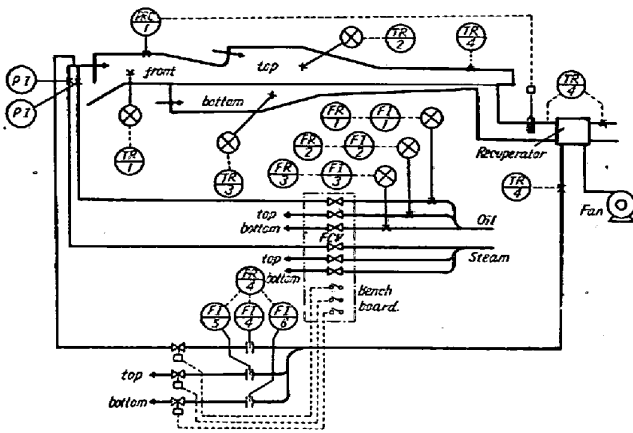 PRC 1
TR 2
TR 4
PI
PI
front
top
bottom
TR 1
TR 3
FR 1
FI 1
FR 2
FI 2
FR 3
FI 3
TR 4
Recuperator
TR 4
Fan
top
bottom
Oil
FCV
Steam
top
bottom
Bench
board.
FR 4
FI 5
FI 4
FI 6
top
bottom